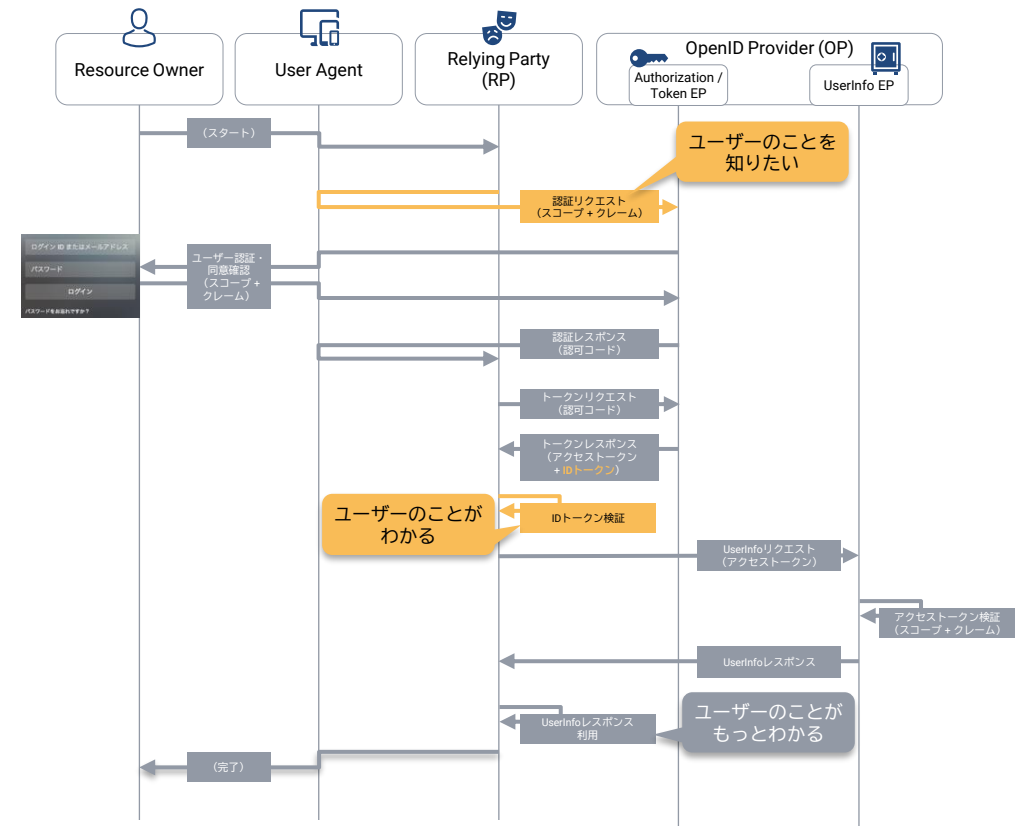 Resource Owner
User Agent
Relying Party
(RP)
OpenID Provider (OP)
Authorization /
Token EP
UserInfo EP
（スタート）
ユーザーのことを
知りたい
認証リクエスト
（スコープ + クレーム）
ログイン ID またはメールアドレス
パスワード
ログイン
パスワードをお忘れですか？
ユーザー認証・
同意確認
（スコープ +
クレーム）
認証レスポンス
（認可コード）
トークンリクエスト
（認可コード）
トークンレスポンス
（アクセストークン
+ IDトークン）
ユーザーのことが
わかる
IDトークン検証
UserInfoリクエスト
（アクセストークン）
アクセストークン検証
（スコープ + クレーム）
UserInfoレスポンス
UserInfoレスポンス
利用
ユーザーのことが
もっとわかる
（完了）